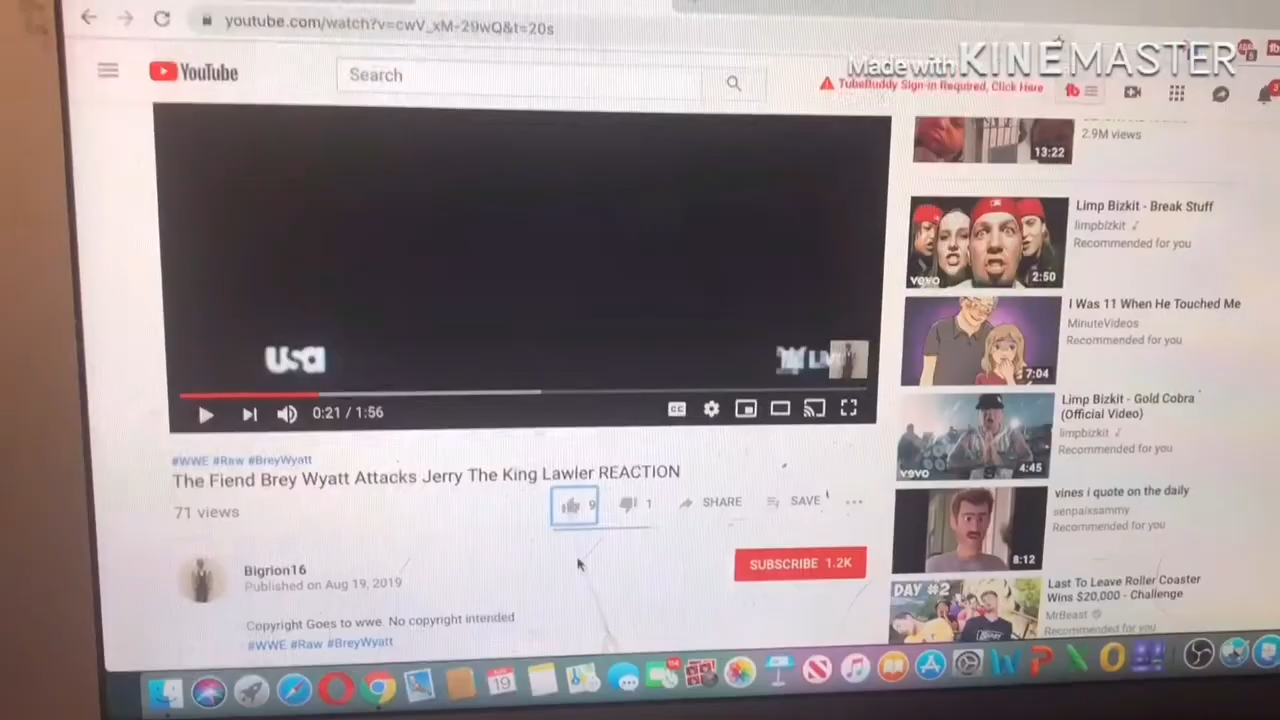 youtube.com/watch?v=cwV_xM-29wQ&t=20s
Made with KINEMASTER
YouTube
Search
TubeBuddy Sign-in Required, Click Here
2.9M views
13:22
Limp Bizkit - Break Stuff
limpbizkit
Recommended for you
vevo
2:50
I Was 11 When He Touched Me
MinuteVideos
Recommended for you
7:04
usa
LIV
0:21 / 1:56
CC
Limp Bizkit - Gold Cobra
(Official Video)
limpbizkit
Recommended for you
vevo
4:45
#WWE #Raw #BreyWyatt
The Fiend Brey Wyatt Attacks Jerry The King Lawler REACTION
71 views
9
1
SHARE
SAVE
vines i quote on the daily
senpaixsammy
Recommended for you
8:12
Bigrion16
Published on Aug 19, 2019
SUBSCRIBE 1.2K
DAY #2
Last To Leave Roller Coaster
Wins $20,000 - Challenge
MrBeast
Recommended for you
Copyright Goes to wwe. No copyright intended
#WWE #Raw #BreyWyatt
19